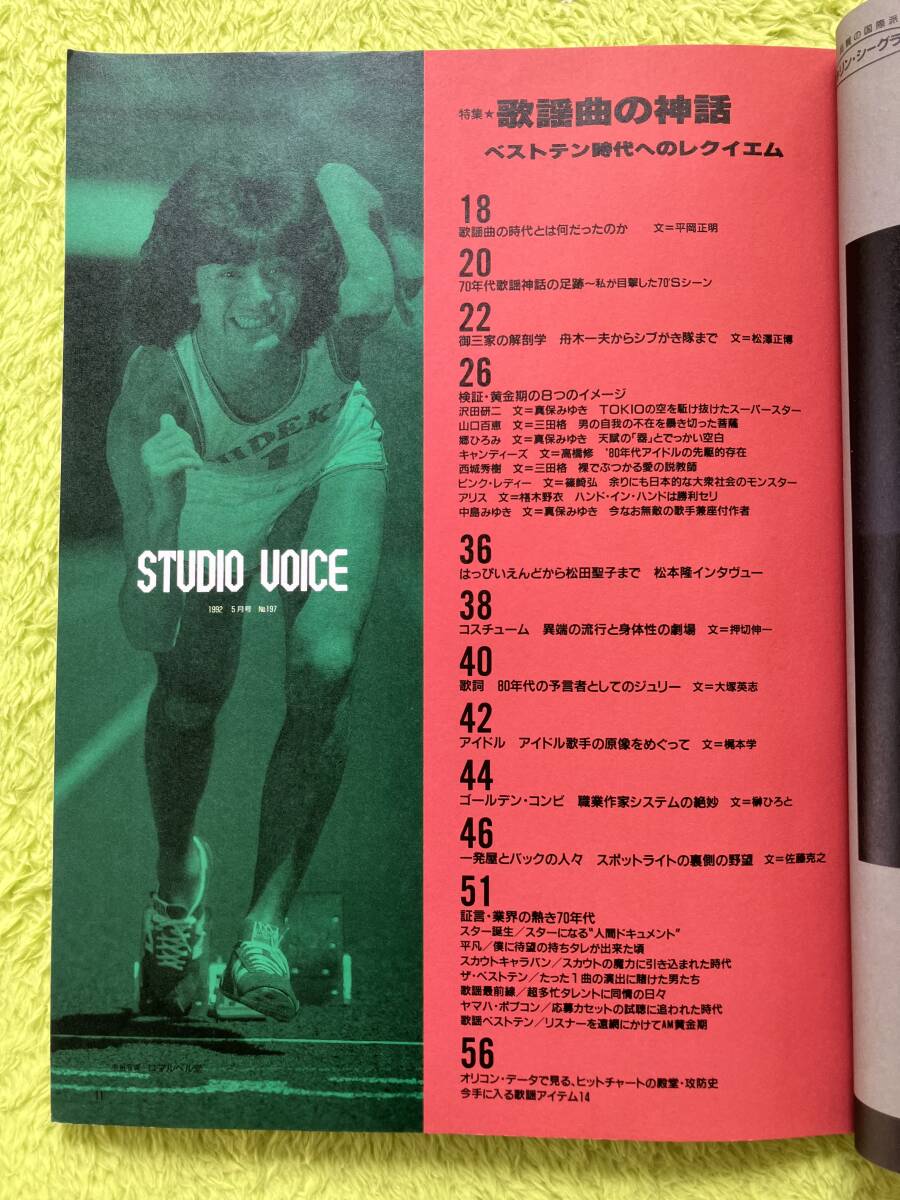 HIDEKI
1
STUDIO VOICE
1992 5月号 №197
11
特集★歌謡曲の神話
ベストテン時代へのレクイエム
18
歌謡曲の時代とは何だったのか 文=平岡正明
20
70年代歌謡神話の足跡〜私が目撃した70'Sシーン
22
御三家の解剖学 舟木一夫からシブがき隊まで 文=松澤正博
26
検証・黄金期の8つのイメージ
沢田研二 文=真保みゆき TOKIOの空を駆け抜けたスーパースター
山口百恵 文=三田格 男の自我の不在を暴き切った菩薩
郷ひろみ 文=真保みゆき 天賦の「器」とでっかい空白
キャンディーズ 文=高橋修 '80年代アイドルの先駆的存在
西城秀樹 文=三田格 裸でぶつかる愛の説教師
ピンク・レディー 文=篠崎弘 余りにも日本的な大衆社会のモンスター
アリス 文=椹木野衣 ハンド・イン・ハンドは勝利セリ
中島みゆき 文=真保みゆき 今なお無敵の歌手兼座付作者
36
はっぴいえんどから松田聖子まで 松本隆インタヴュー
38
コスチューム 異端の流行と身体性の劇場 文=押切伸一
40
歌詞 80年代の予言者としてのジュリー 文=大塚英志
42
アイドル アイドル歌手の原像をめぐって 文=梶本学
44
ゴールデン・コンビ 職業作家システムの絶妙 文=榊ひろと
46
一発屋とバックの人々 スポットライトの裏側の野望 文=佐藤克之
51
証言・業界の熱き70年代
スター誕生/スターになる"人間ドキュメント"
平凡/僕に待望の持ちタレが出来た頃
スカウトキャラバン/スカウトの魔力に引き込まれた時代
ザ・ベストテン/たった1曲の演出に賭けた男たち
歌謡最前線/超多忙タレントに同情の日々
ヤマハ・ポプコン/応募カセットの試聴に追われた時代
歌謡ベストテン/リスナーを遠網にかけてAM黄金期
56
オリコン・データで見る、ヒットチャートの殿堂・攻防史
今手に入る歌謡アイテム14
の国際派
リン・シーグラ